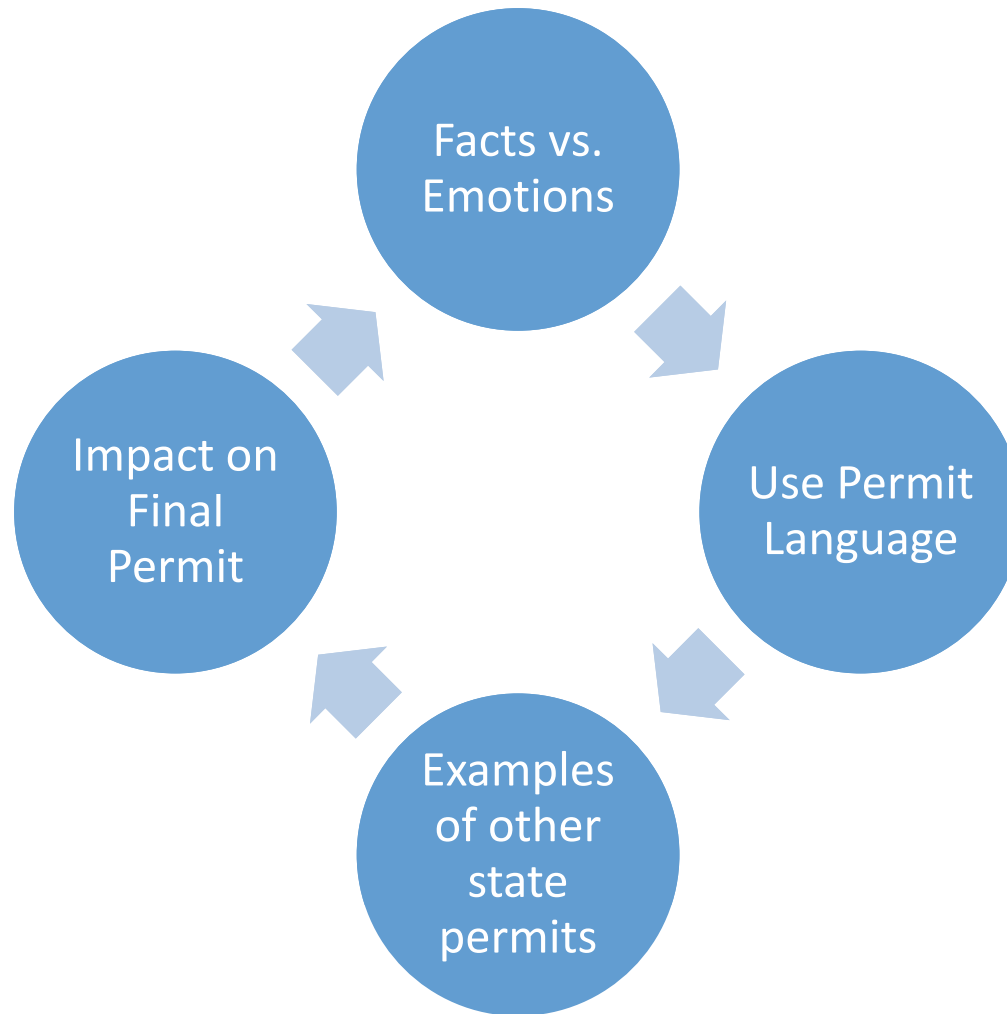 Facts vs.
Emotions
Use Permit
Language
Examples
of other
state
permits
Impact on
Final
Permit